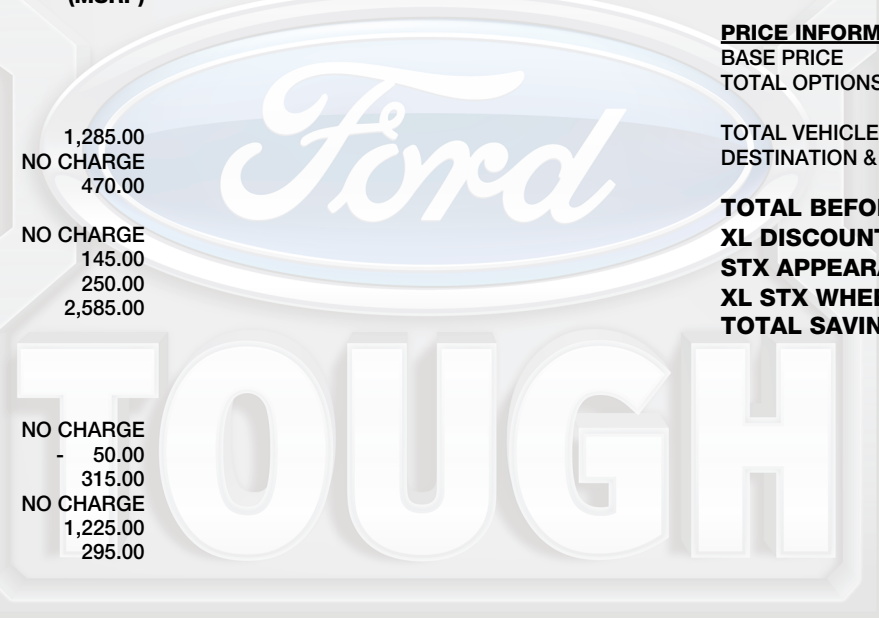 (MSRP)
1,285.00
NO CHARGE
470.00
NO CHARGE
145.00
250.00
2,585.00
NO CHARGE
- 50.00
315.00
NO CHARGE
1,225.00
295.00
PRICE INFORM
BASE PRICE
TOTAL OPTIONS
TOTAL VEHICLE
DESTINATION &
TOTAL BEFO
XL DISCOUNT
STX APPEAR
XL STX WHEE
TOTAL SAVIN
Ford
TOUGH